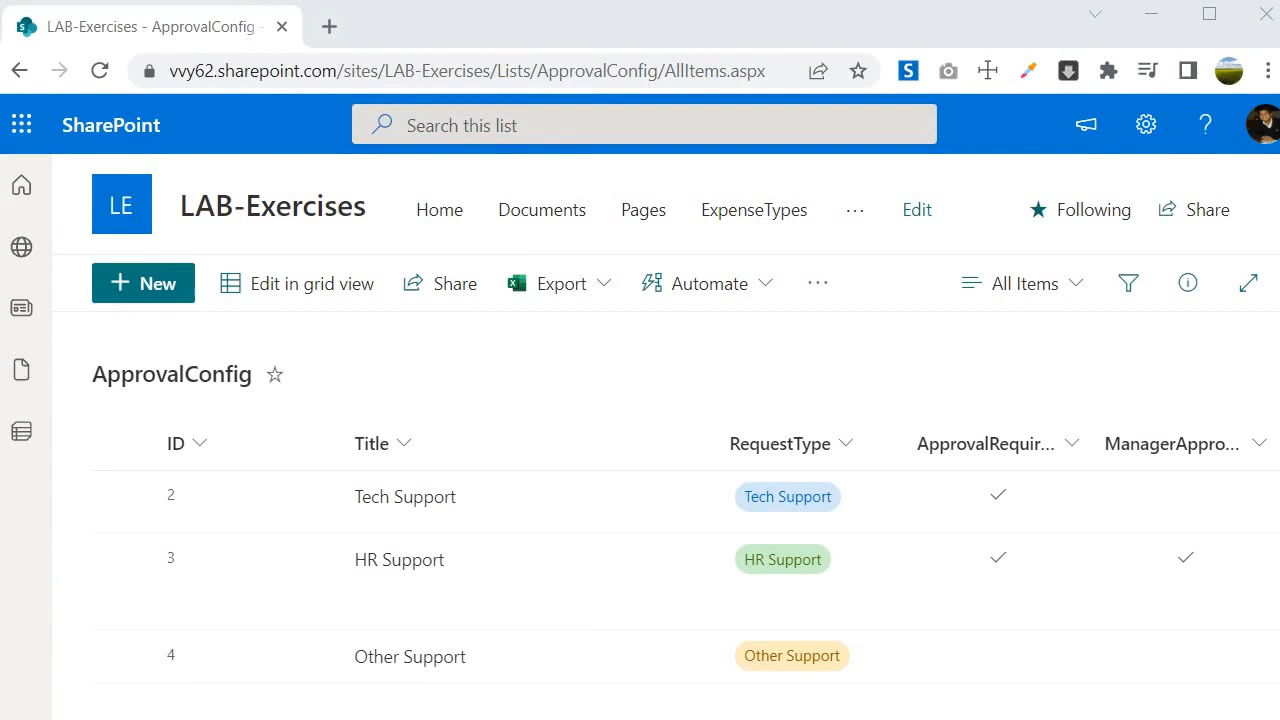 LAB-Exercises - ApprovalConfig -
vvy62.sharepoint.com/sites/LAB-Exercises/Lists/ApprovalConfig/AllItems.aspx
S
SharePoint
Search this list
LE
LAB-Exercises
Home
Documents
Pages
ExpenseTypes
...
Edit
Following
Share
New
Edit in grid view
Share
Export
Automate
...
All Items
ApprovalConfig
ID
Title
RequestType
ApprovalRequir...
ManagerAppro...
2
Tech Support
Tech Support
3
HR Support
HR Support
4
Other Support
Other Support